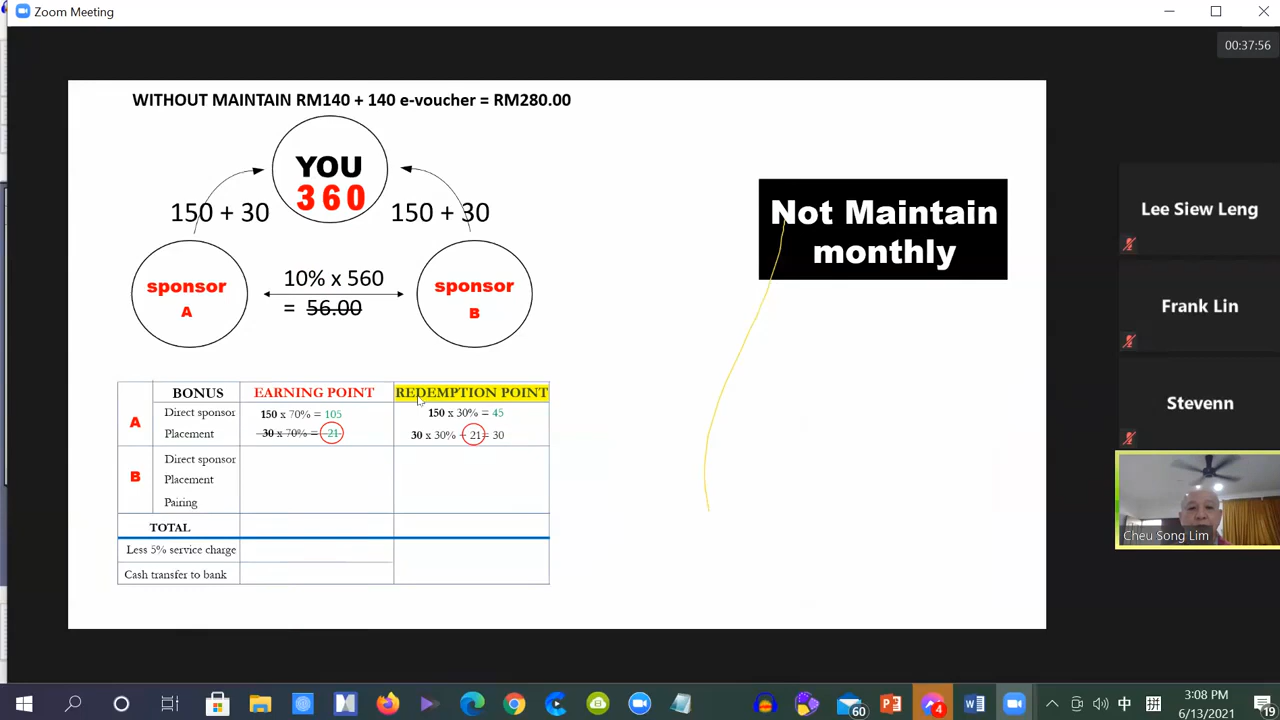 Zoom Meeting
00:37:56
WITHOUT MAINTAIN RM140 + 140 e-voucher = RM280.00
YOU
360
150 + 30
150 + 30
sponsor
A
10% x 560
= 56.00
sponsor
B
Not Maintain
monthly
BONUS EARNING POINT REDEMPTION POINT
A
Direct sponsor 150 x 70% = 105 150 x 30% = 45
Placement 30 x 70% = 21 30 x 30% + 21 = 30
B
Direct sponsor
Placement
Pairing
TOTAL
Less 5% service charge
Cash transfer to bank
Lee Siew Leng
Frank Lin
Stevenn
Cheu Song Lim
60
4
中
拼
3:08 PM
6/13/2021
19